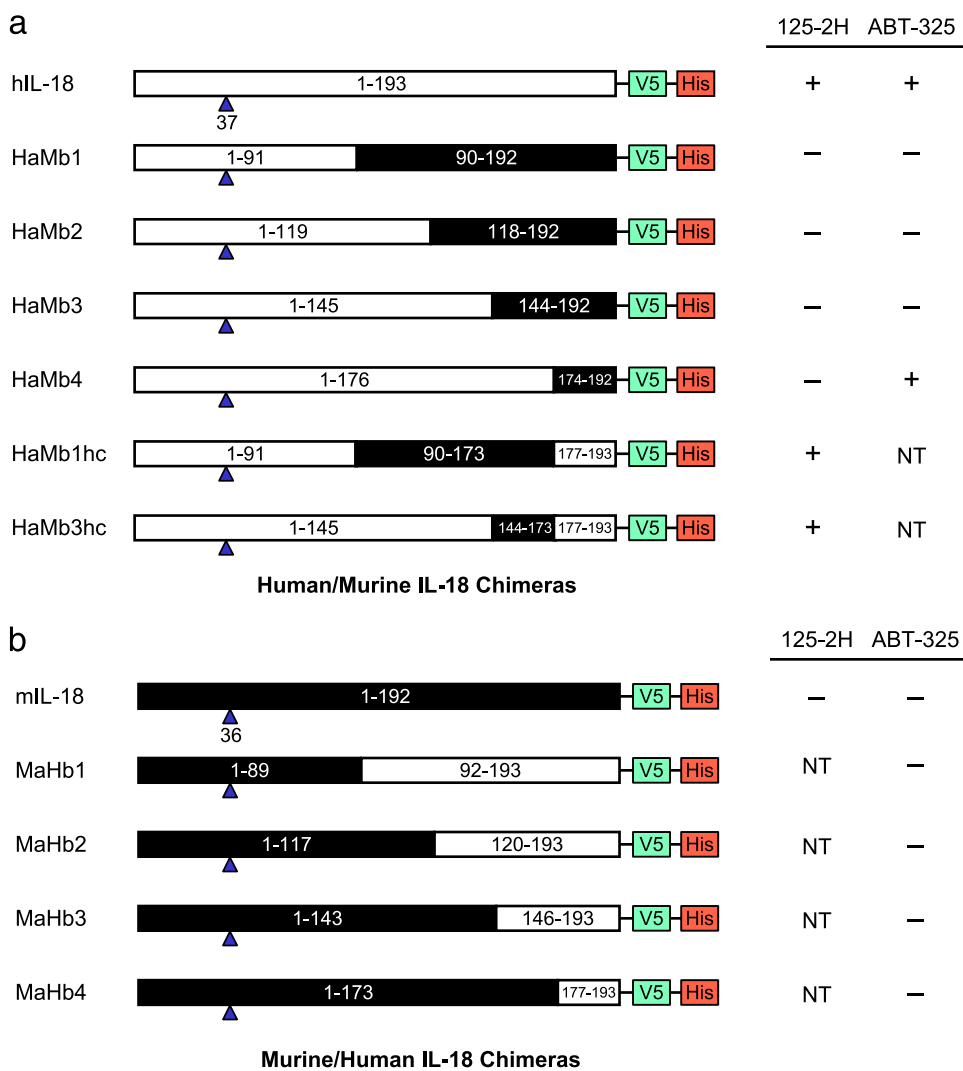 a
125-2H ABT-325
hIL-18 1-193 V5 His + +
37
HaMb1 1-91 90-192 V5 His − −
HaMb2 1-119 118-192 V5 His − −
HaMb3 1-145 144-192 V5 His − −
HaMb4 1-176 174-192 V5 His − +
HaMb1hc 1-91 90-173 177-193 V5 His + NT
HaMb3hc 1-145 144-173 177-193 V5 His + NT
Human/Murine IL-18 Chimeras
b
125-2H ABT-325
mIL-18 1-192 V5 His − −
36
MaHb1 1-89 92-193 V5 His NT −
MaHb2 1-117 120-193 V5 His NT −
MaHb3 1-143 146-193 V5 His NT −
MaHb4 1-173 177-193 V5 His NT −
Murine/Human IL-18 Chimeras